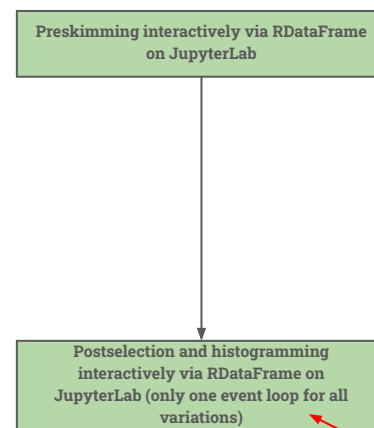 Preskimming interactively via RDataFrame
on JupyterLab
Postselection and histogramming
interactively via RDataFrame on
JupyterLab (only one event loop for all
variations)